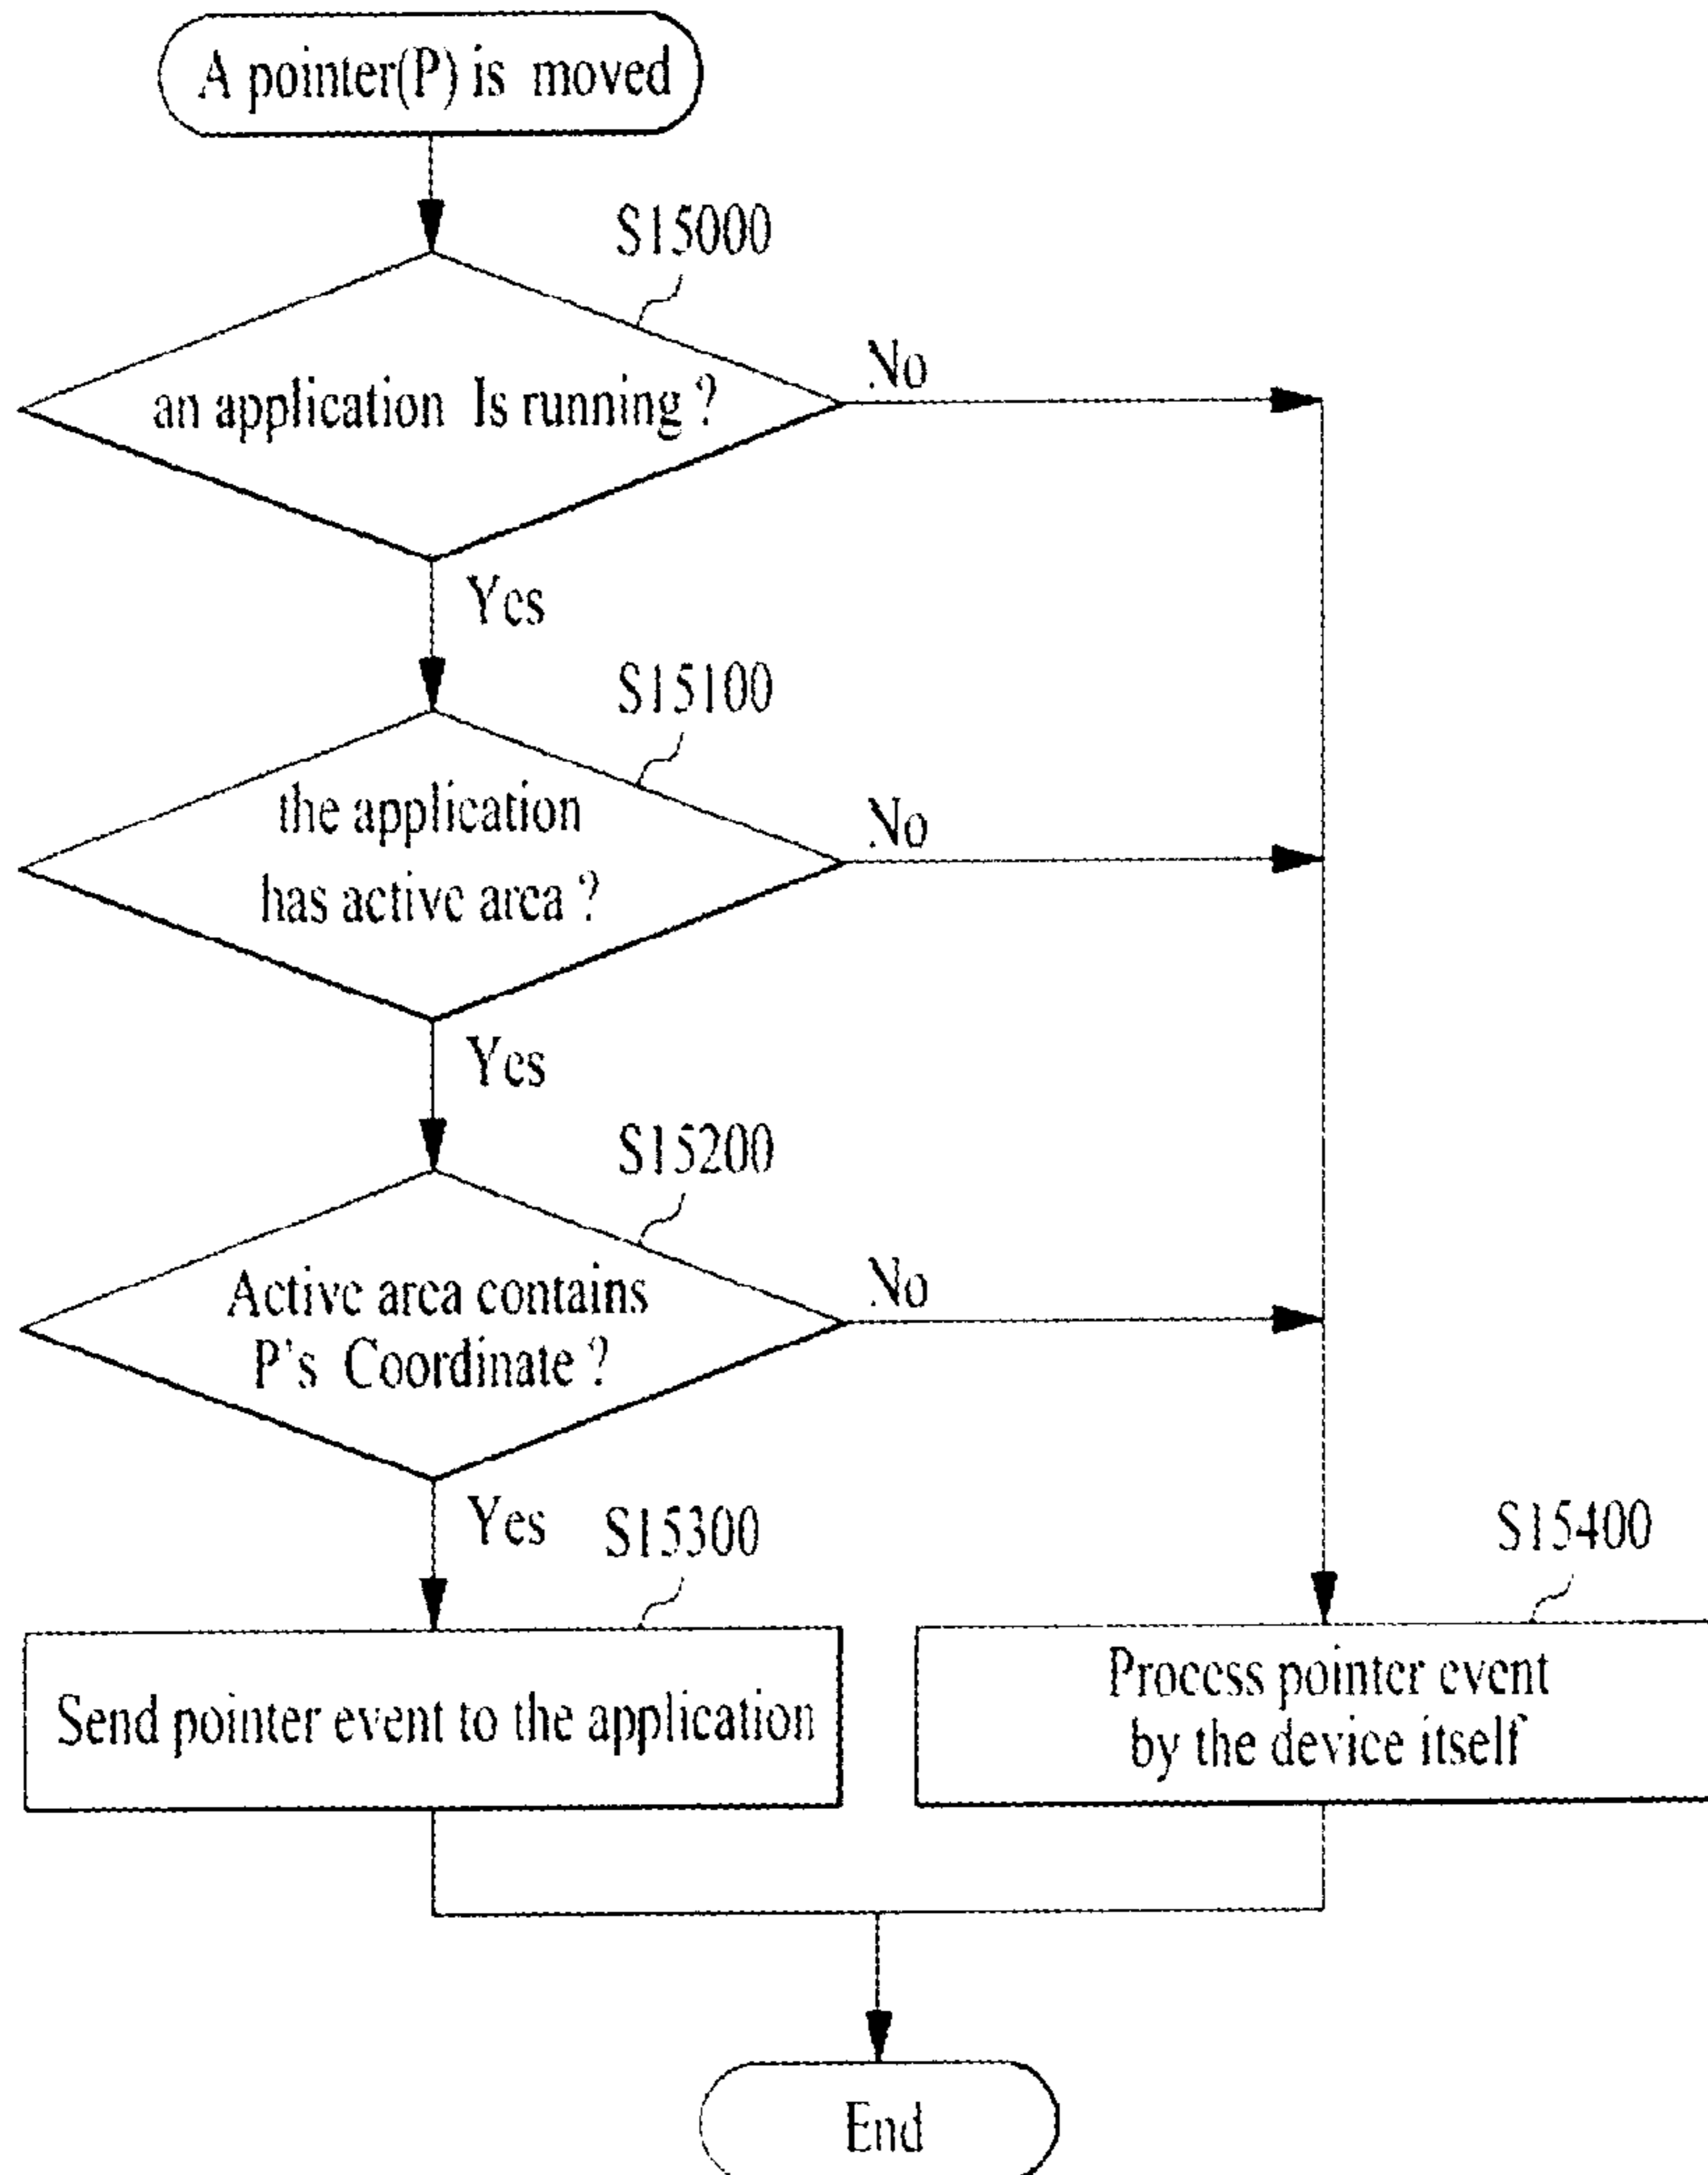 A pointer(P) is moved
S15000
an application Is running ?
No
Yes
S15100
the application
has active area ?
No
Yes
S15200
Active area contains
P's Coordinate ?
No
Yes
S15300
S15400
Send pointer event to the application
Process pointer event
by the device itself
End